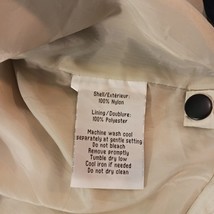 Shell/Extérieur:
100% Nylon
Lining/Doublure:
100% Polyester
Machine wash cool
separately at gentle setting
Do not bleach
Remove promptly
Tumble dry low
Cool iron if needed
Do not dry clean